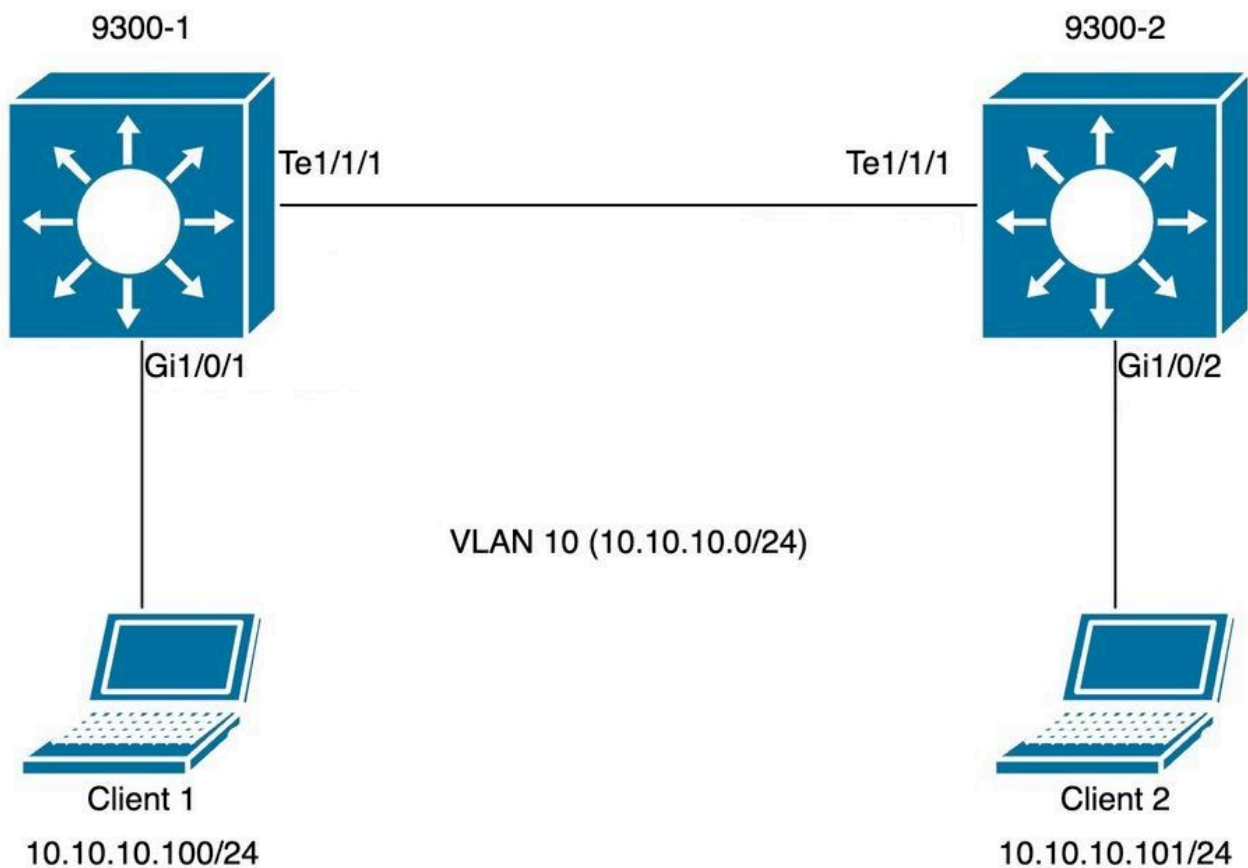 9300-1
9300-2
Te1/1/1
Te1/1/1
Gi1/0/1
Gi1/0/2
VLAN 10 (10.10.10.0/24)
Client 1
Client 2
10.10.10.100/24
10.10.10.101/24